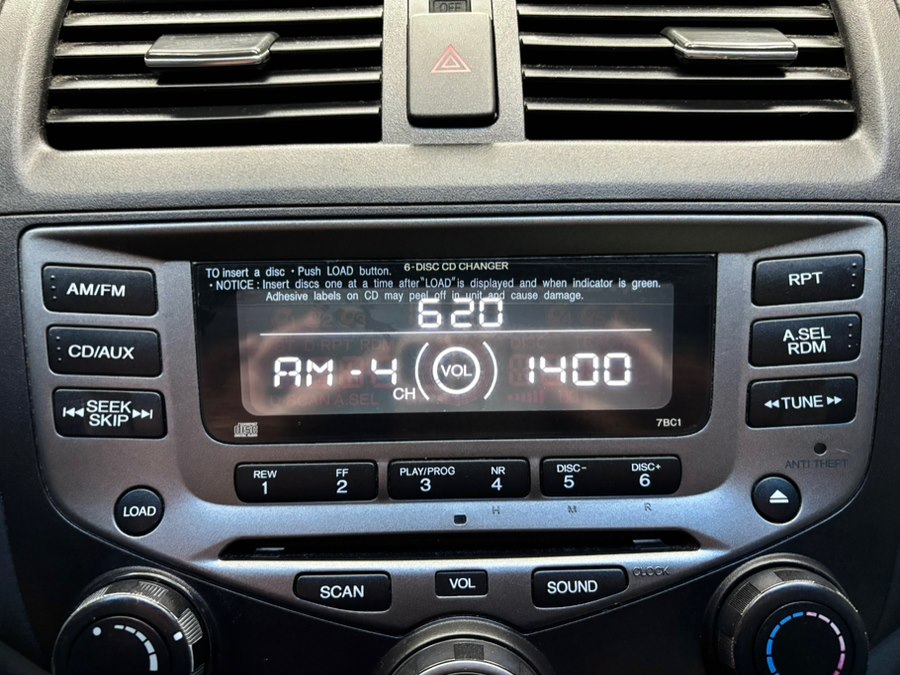 OFF
6-DISC CD CHANGER
TO insert a disc • Push LOAD button.
• NOTICE : Insert discs one at a time after "LOAD" is displayed and when indicator is green.
Adhesive labels on CD may peel off in unit and cause damage.
620
AM-4 CH VOL 1400
disc
DIGITAL AUDIO
7BC1
AM/FM
CD/AUX
SEEK
SKIP
RPT
A.SEL
RDM
TUNE
ANTI THEFT
REW
1
FF
2
PLAY/PROG
3
NR
4
DISC-
5
DISC+
6
H
M
R
LOAD
SCAN
VOL
SOUND
CLOCK